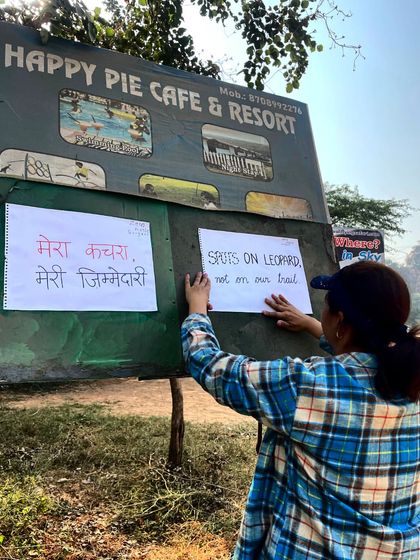 HAPPY PIE CAFE & RESORT
Mob.: 8708992276
Swimming Pool
Night Stay
मेरा कचरा,
मेरी जिम्मेदारी
SPOTS ON LEOPARD,
not on our trail
Where?
in Sky